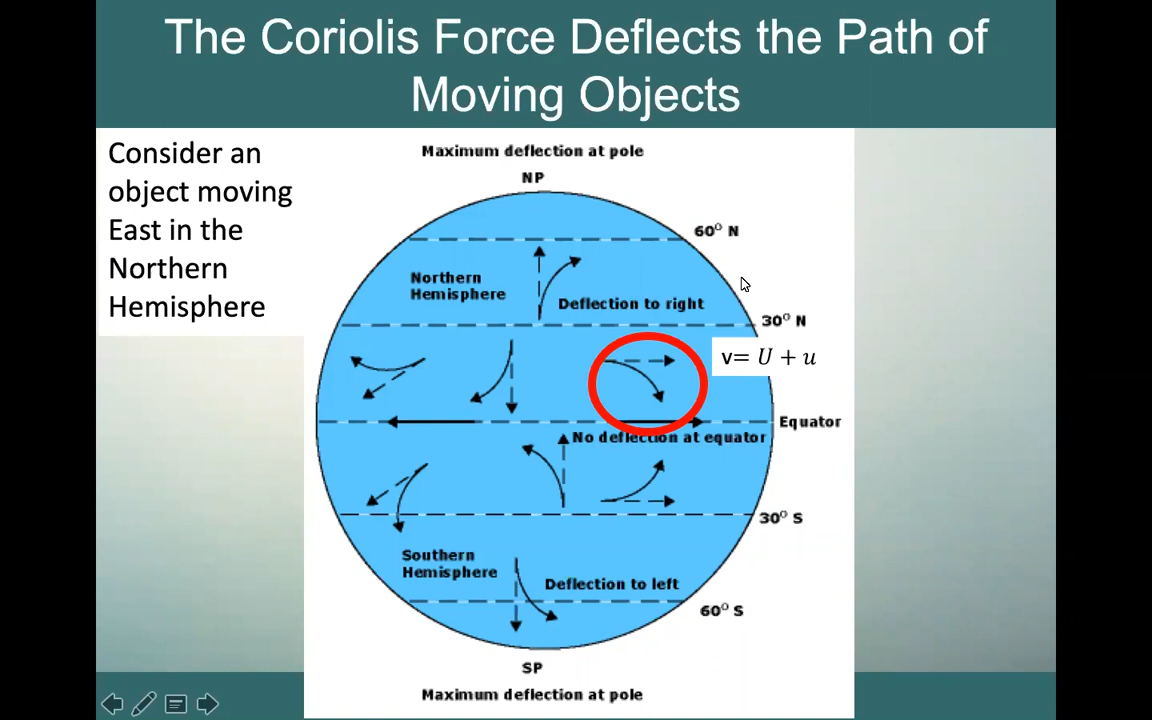 The Coriolis Force Deflects the Path of
Moving Objects
Consider an
object moving
East in the
Northern
Hemisphere
Maximum deflection at pole
NP
60° N
Northern
Hemisphere
Deflection to right
30° N
v= U + u
Equator
No deflection at equator
30° S
Southern
Hemisphere
Deflection to left
60° S
SP
Maximum deflection at pole